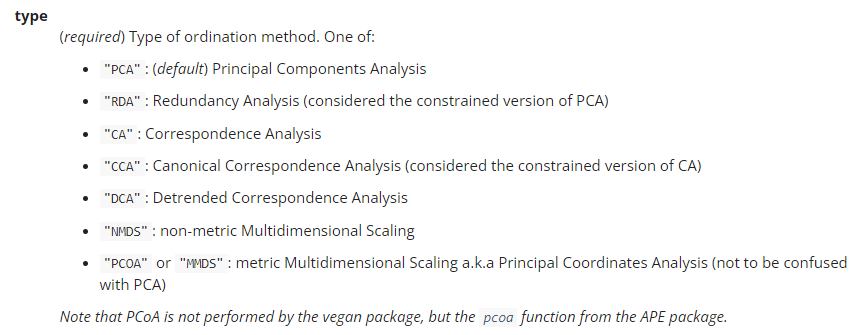 type
(required) Type of ordination method. One of:
• "PCA" : (default) Principal Components Analysis
• "RDA" : Redundancy Analysis (considered the constrained version of PCA)
• "CA" : Correspondence Analysis
• "CCA" : Canonical Correspondence Analysis (considered the constrained version of CA)
• "DCA" : Detrended Correspondence Analysis
• "NMDS" : non-metric Multidimensional Scaling
• "PCOA" or "MMDS" : metric Multidimensional Scaling a.k.a Principal Coordinates Analysis (not to be confused
with PCA)
Note that PCoA is not performed by the vegan package, but the pcoa function from the APE package.